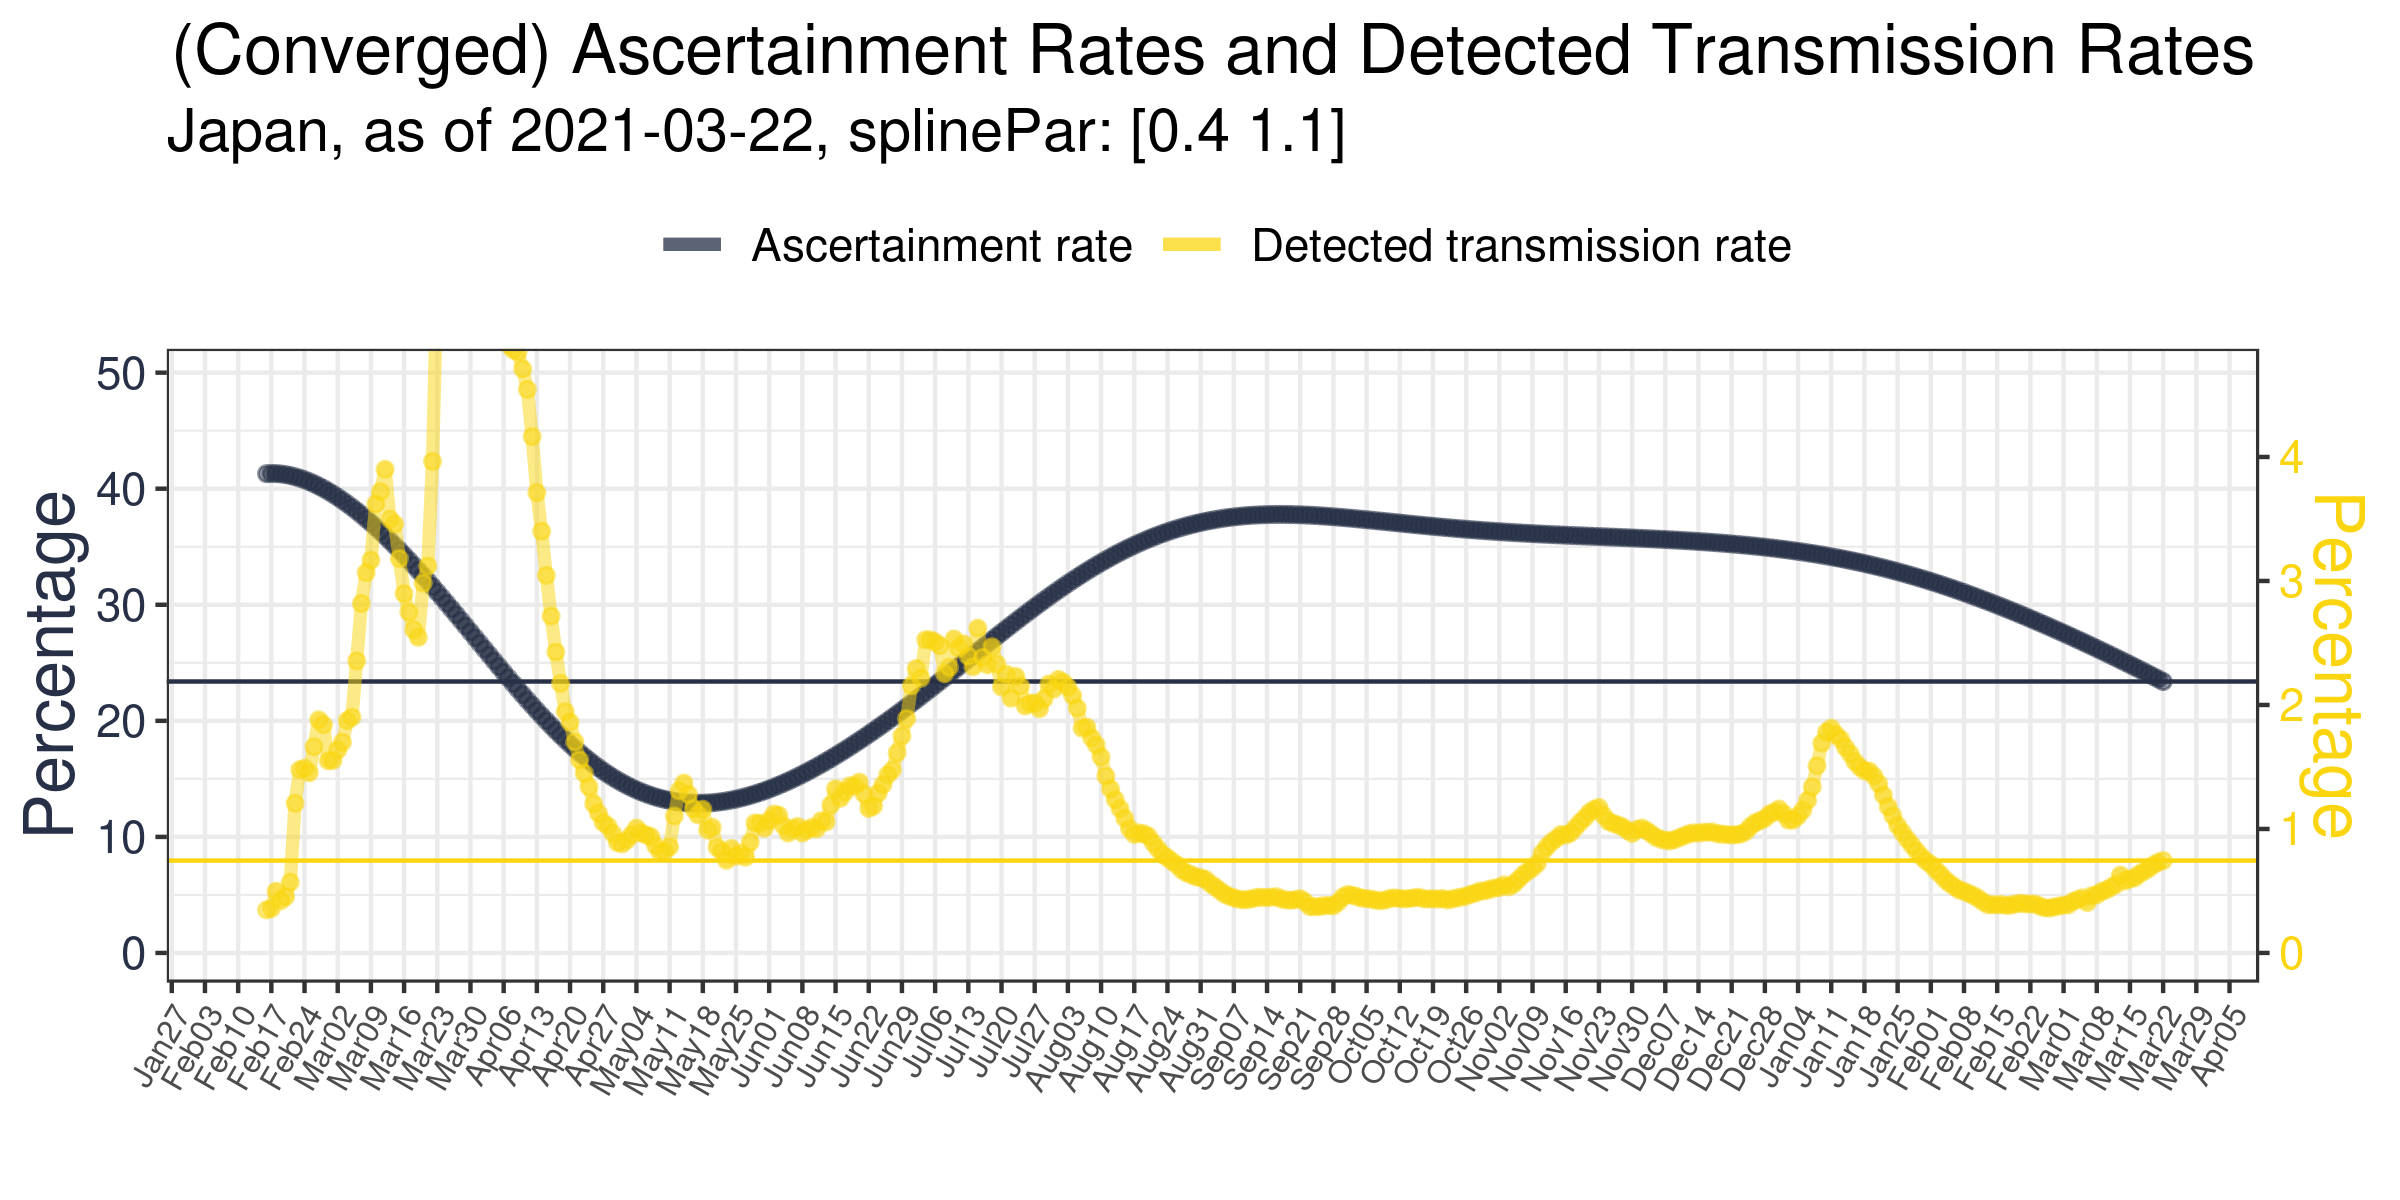 (Converged) Ascertainment Rates and Detected Transmission Rates
Japan, as of 2021-03-22, splinePar: [0.4 1.1]
Ascertainment rate
Detected transmission rate
Percentage
50
40
30
20
10
0
4
3
2
1
0
Percentage
Jan27
Feb03
Feb10
Feb17
Feb24
Mar02
Mar09
Mar16
Mar23
Mar30
Apr06
Apr13
Apr20
Apr27
May04
May11
May18
May25
Jun01
Jun08
Jun15
Jun22
Jun29
Jul06
Jul13
Jul20
Jul27
Aug03
Aug10
Aug17
Aug24
Aug31
Sep07
Sep14
Sep21
Sep28
Oct05
Oct12
Oct19
Oct26
Nov02
Nov09
Nov16
Nov23
Nov30
Dec07
Dec14
Dec21
Dec28
Jan04
Jan11
Jan18
Jan25
Feb01
Feb08
Feb15
Feb22
Mar01
Mar08
Mar15
Mar22
Mar29
Apr05